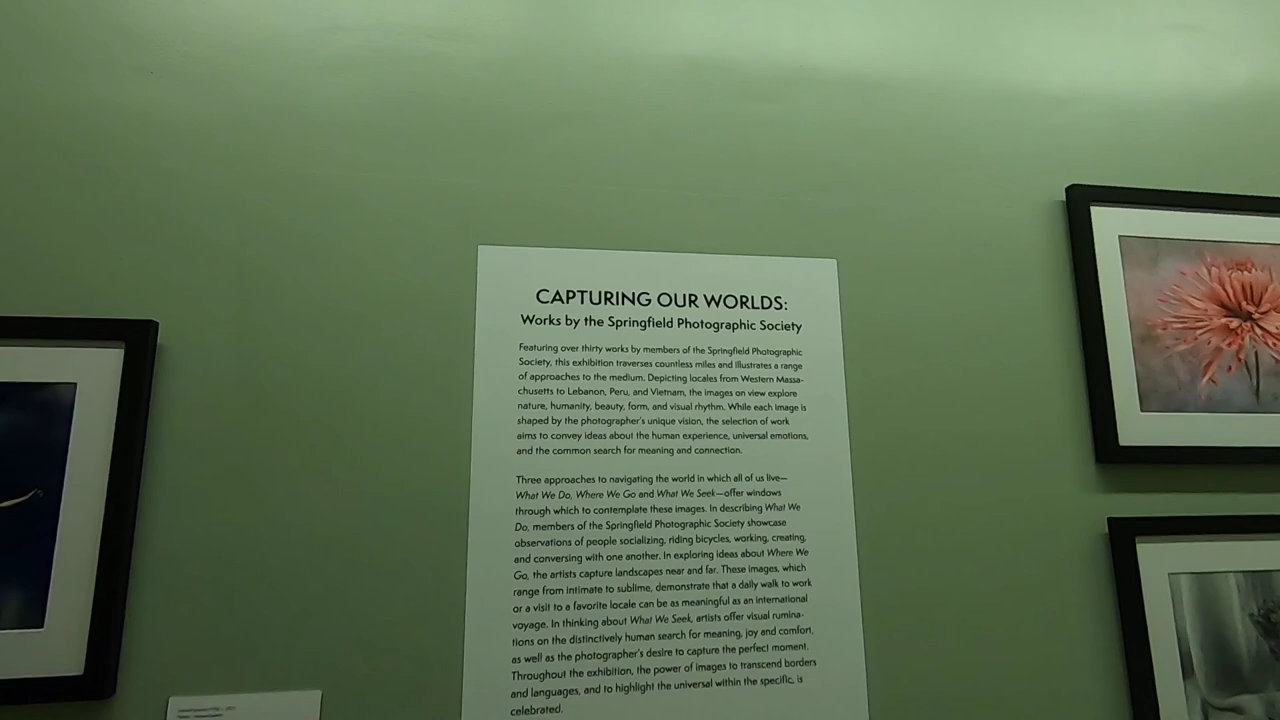 CAPTURING OUR WORLDS:
Works by the Springfield Photographic Society
Featuring over thirty works by members of the Springfield Photographic
Society, this exhibition traverses countless miles and illustrates a range
of approaches to the medium. Depicting locales from Western Massa-
chusetts to Lebanon, Peru, and Vietnam, the images on view explore
nature, humanity, beauty, form, and visual rhythm. While each image is
shaped by the photographer's unique vision, the selection of work
aims to convey ideas about the human experience, universal emotions,
and the common search for meaning and connection.
Three approaches to navigating the world in which all of us live—
What We Do, Where We Go and What We Seek—offer windows
through which to contemplate these images. In describing What We
Do, members of the Springfield Photographic Society showcase
observations of people socializing, riding bicycles, working, creating,
and conversing with one another. In exploring ideas about Where We
Go, the artists capture landscapes near and far. These images, which
range from intimate to sublime, demonstrate that a daily walk to work
or a visit to a favorite locale can be as meaningful as an international
voyage. In thinking about What We Seek, artists offer visual rumina-
tions on the distinctively human search for meaning, joy and comfort,
as well as the photographer's desire to capture the perfect moment.
Throughout the exhibition, the power of images to transcend borders
and languages, and to highlight the universal within the specific, is
celebrated.